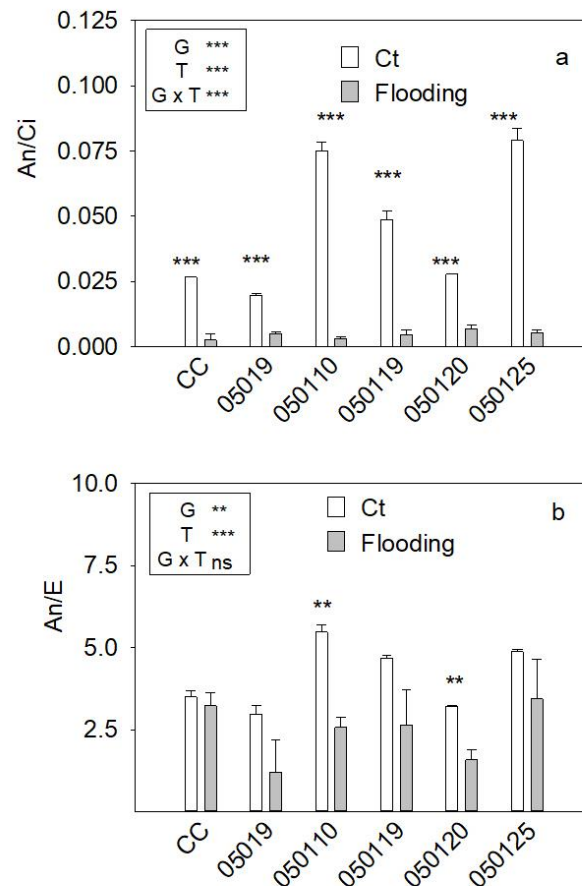 0.125
0.100
0.075
0.050
0.025
0.000
An/Ci
G ***
T ***
G x T ***
Ct
Flooding
a
***
***
***
***
***
***
CC
05019
050110
050119
050120
050125
10.0
7.5
5.0
2.5
An/E
G **
T ***
G x T ns
Ct
Flooding
b
**
**
CC
05019
050110
050119
050120
050125